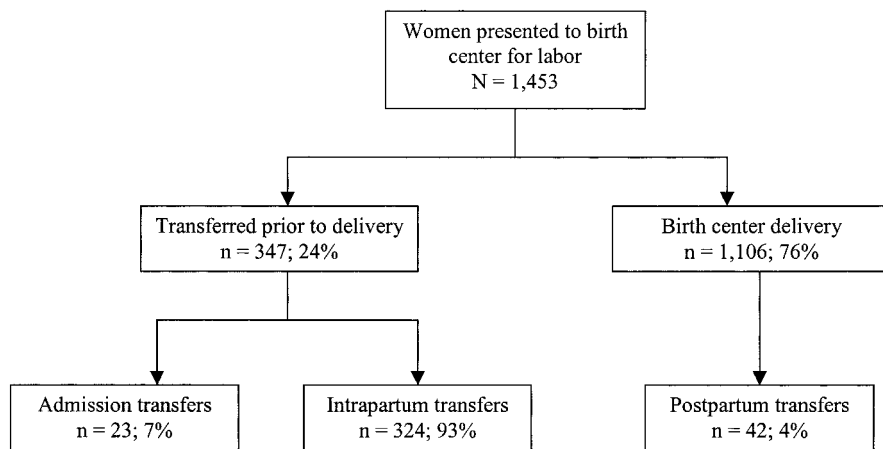 Women presented to birth
center for labor
N = 1,453
Transferred prior to delivery
n = 347; 24%
Birth center delivery
n = 1,106; 76%
Admission transfers
n = 23; 7%
Intrapartum transfers
n = 324; 93%
Postpartum transfers
n = 42; 4%